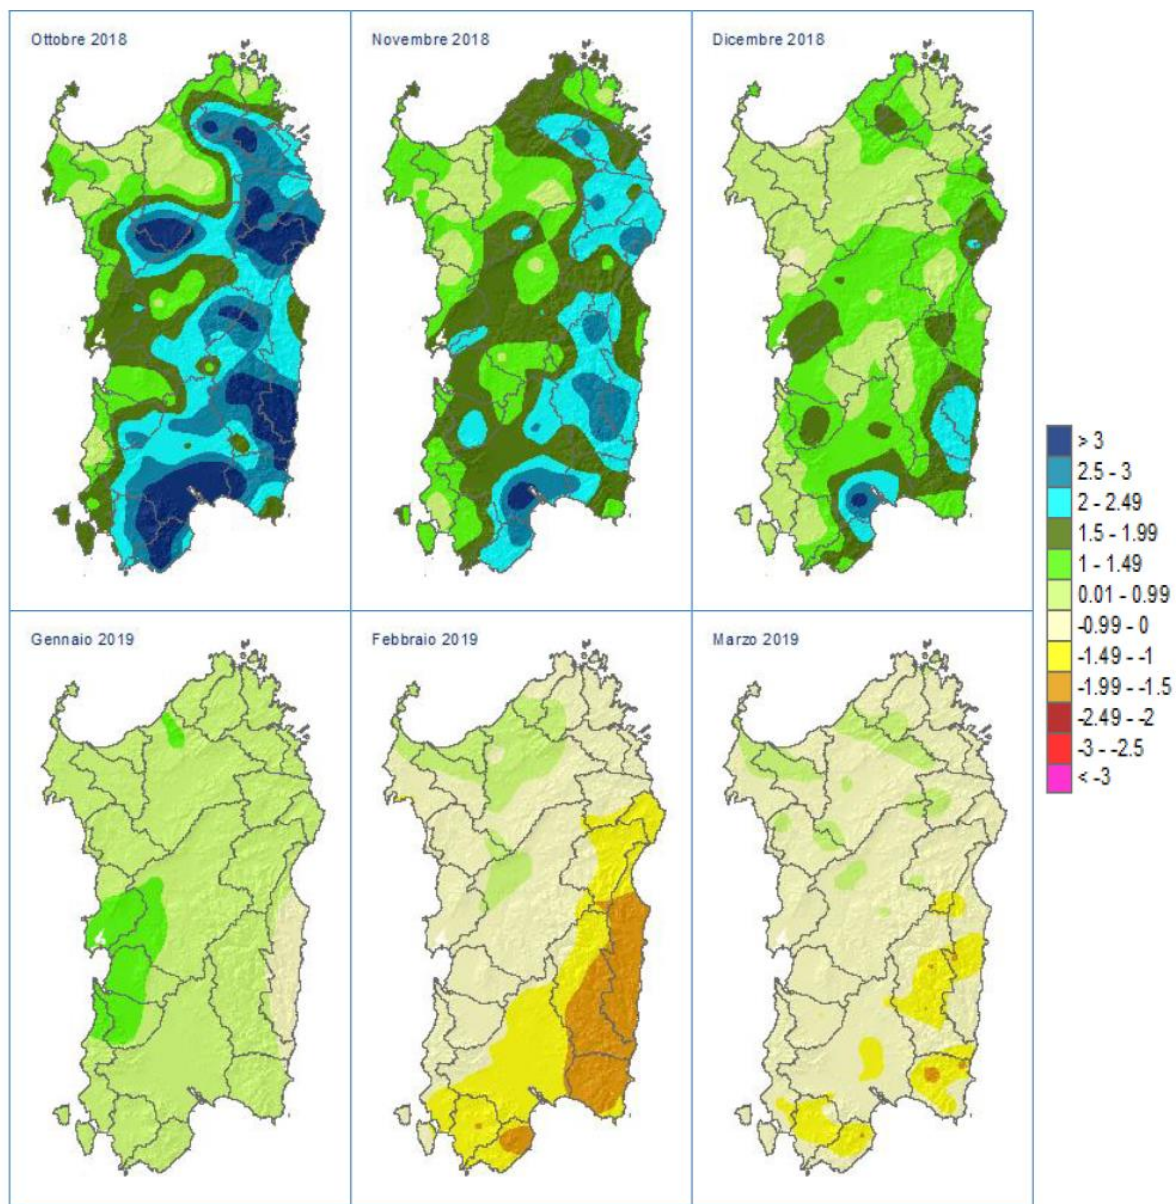 Ottobre 2018
Novembre 2018
Dicembre 2018
> 3
2.5 - 3
2 - 2.49
1.5 - 1.99
1 - 1.49
0.01 - 0.99
-0.99 - 0
-1.49 - -1
-1.99 - -1.5
-2.49 - -2
-3 - -2.5
< -3
Gennaio 2019
Febbraio 2019
Marzo 2019